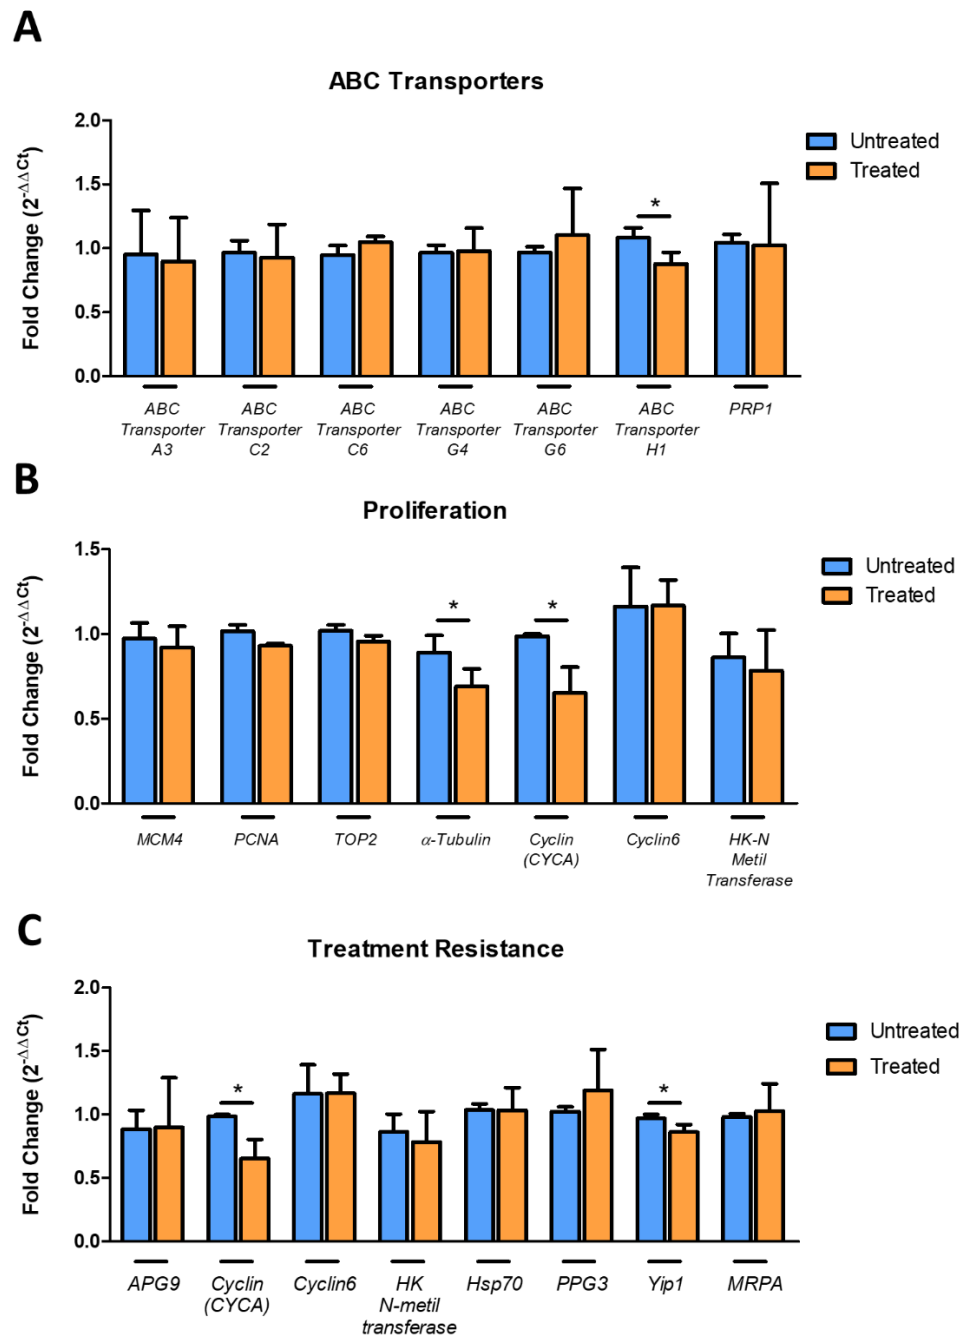 A
ABC Transporters
Fold Change (2-ΔΔCt)
2.0
1.5
1.0
0.5
0.0
Untreated
Treated
*
ABC
Transporter
A3
ABC
Transporter
C2
ABC
Transporter
C6
ABC
Transporter
G4
ABC
Transporter
G6
ABC
Transporter
H1
PRP1
B
Proliferation
Fold Change (2-ΔΔCt)
1.5
1.0
0.5
0.0
Untreated
Treated
*
*
MCM4
PCNA
TOP2
α-Tubulin
Cyclin
(CYCA)
Cyclin6
HK-N
Metil
Transferase
C
Treatment Resistance
Fold Change (2-ΔΔCt)
2.0
1.5
1.0
0.5
0.0
Untreated
Treated
*
*
APG9
Cyclin
(CYCA)
Cyclin6
HK
N-metil
transferase
Hsp70
PPG3
Yip1
MRPA